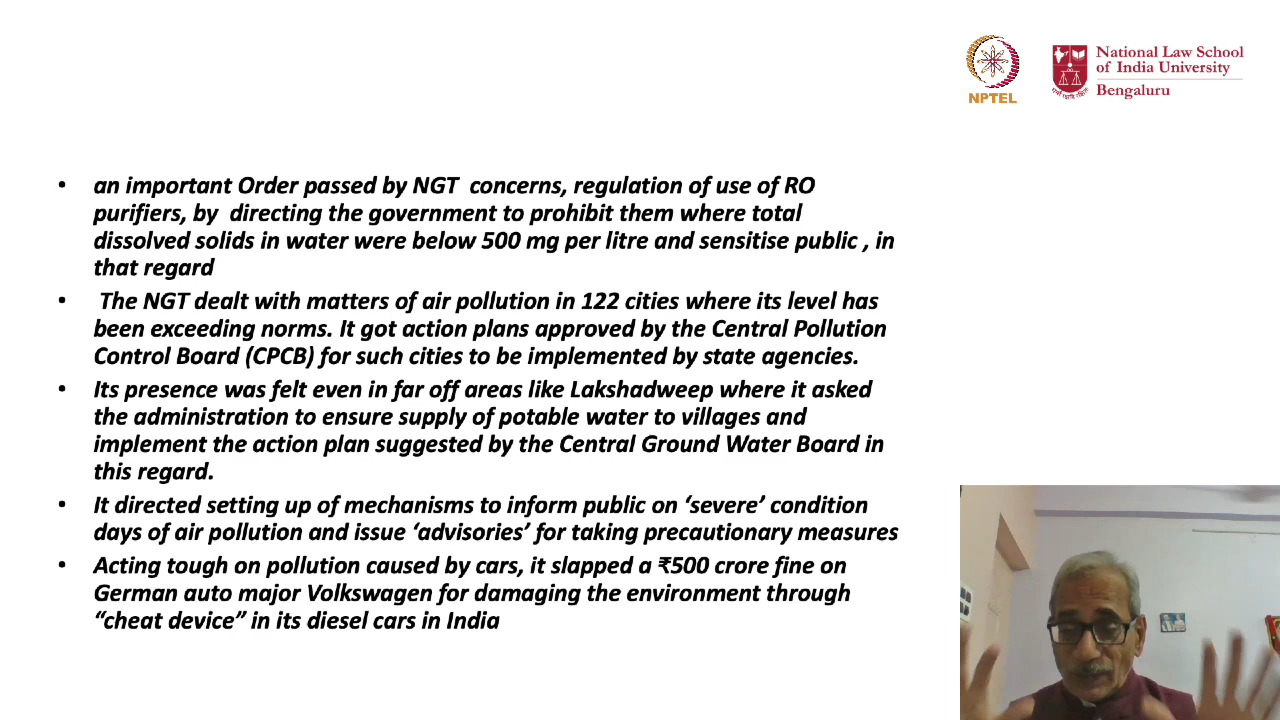 NPTEL
National Law School
of India University
Bengaluru
• an important Order passed by NGT concerns, regulation of use of RO
purifiers, by directing the government to prohibit them where total
dissolved solids in water were below 500 mg per litre and sensitise public , in
that regard
• The NGT dealt with matters of air pollution in 122 cities where its level has
been exceeding norms. It got action plans approved by the Central Pollution
Control Board (CPCB) for such cities to be implemented by state agencies.
• Its presence was felt even in far off areas like Lakshadweep where it asked
the administration to ensure supply of potable water to villages and
implement the action plan suggested by the Central Ground Water Board in
this regard.
• It directed setting up of mechanisms to inform public on ‘severe’ condition
days of air pollution and issue ‘advisories’ for taking precautionary measures
• Acting tough on pollution caused by cars, it slapped a ₹500 crore fine on
German auto major Volkswagen for damaging the environment through
“cheat device” in its diesel cars in India